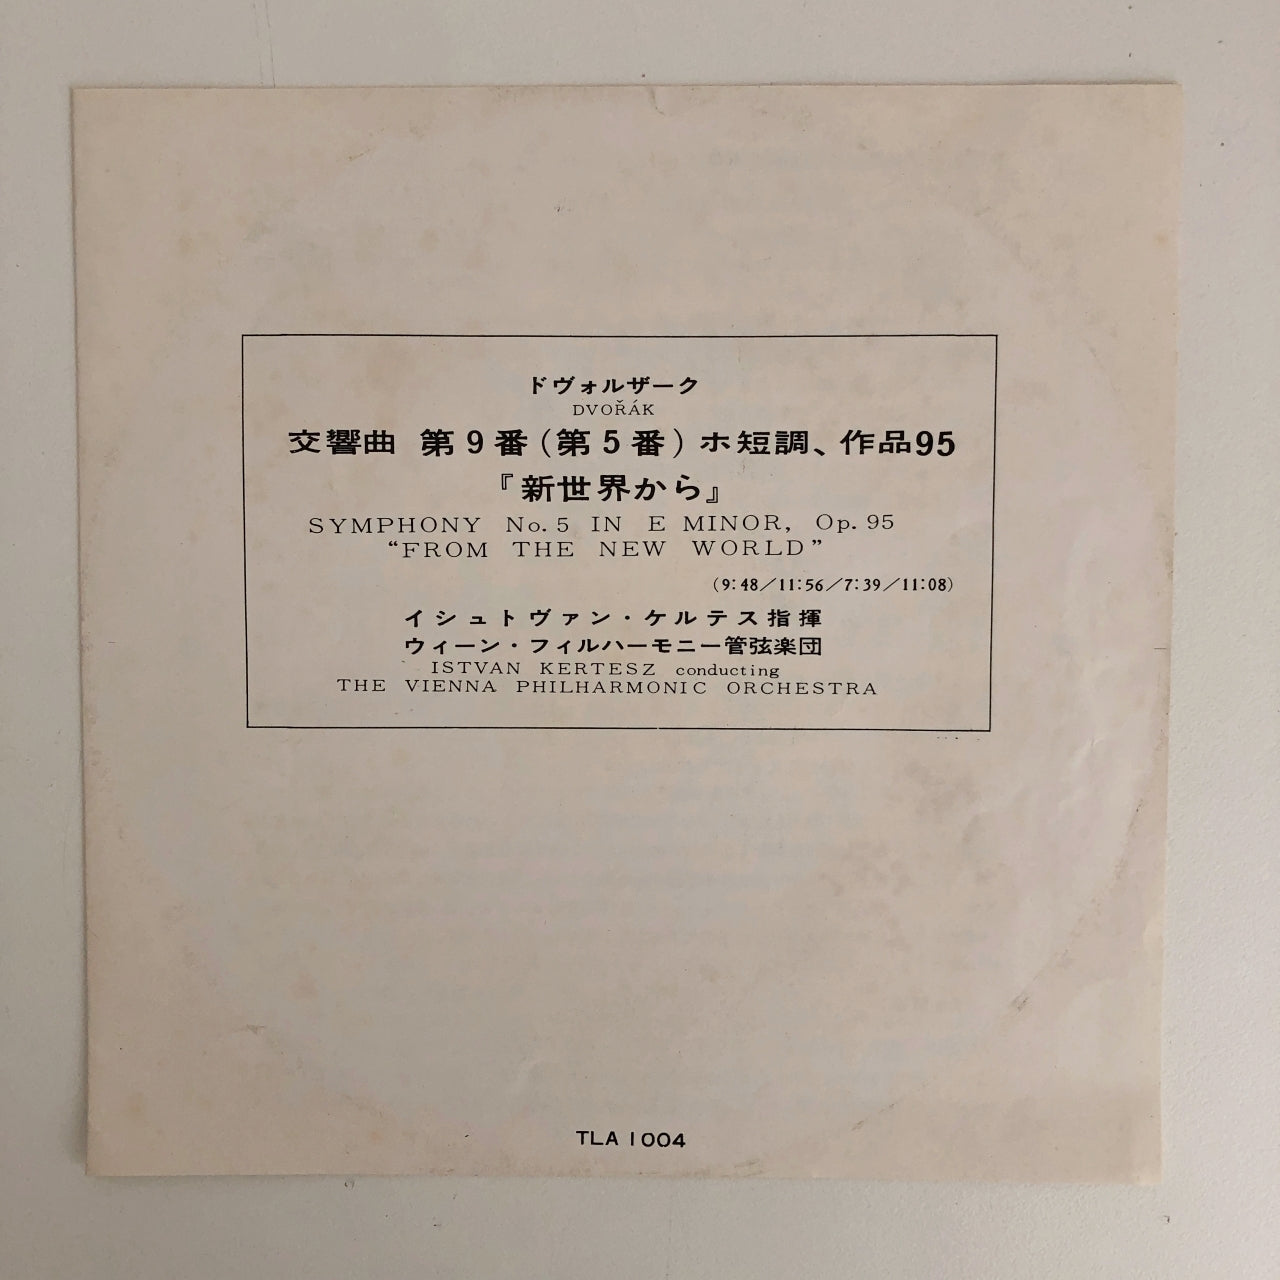 ドヴォルザーク
DVOŘÁK
交響曲 第9番(第5番)ホ短調、作品95
『新世界から』
SYMPHONY No. 5 IN E MINOR, Op. 95
“FROM THE NEW WORLD”
(9:48/11:56/7:39/11:08)
イシュトヴァン・ケルテス指揮
ウィーン・フィルハーモニー管弦楽団
ISTVAN KERTESZ conducting
THE VIENNA PHILHARMONIC ORCHESTRA
TLA 1004